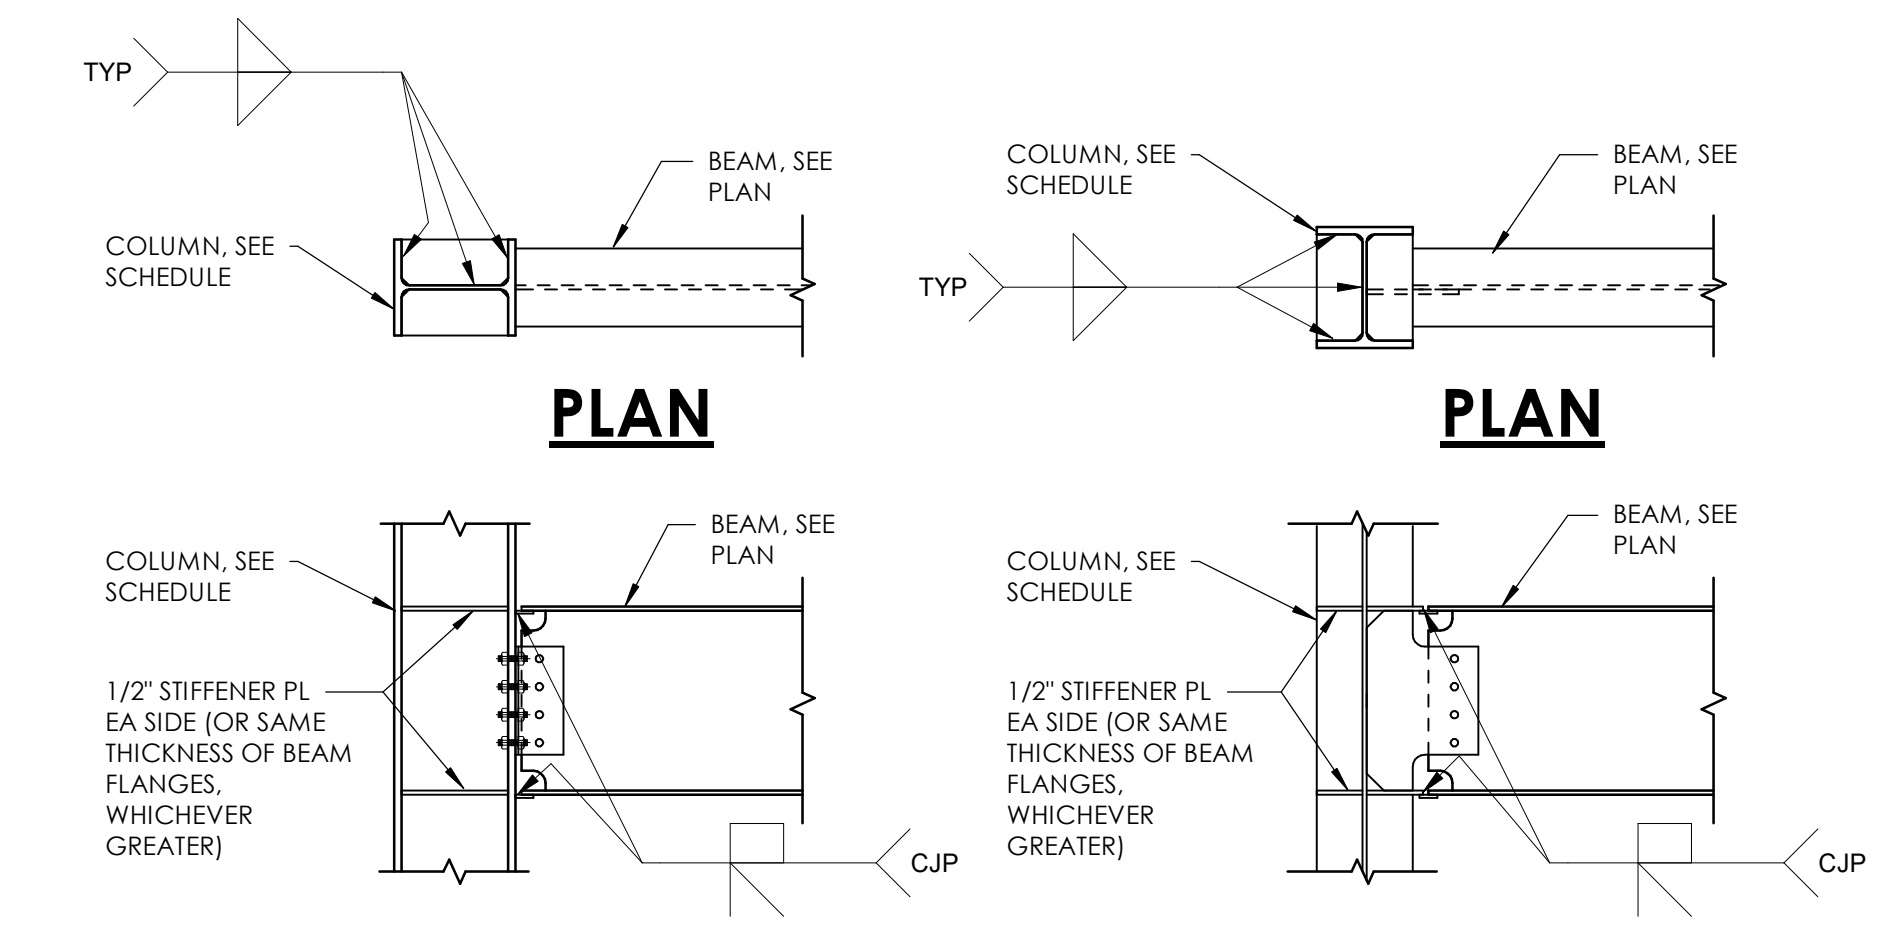 TYP
BEAM, SEE
PLAN
COLUMN, SEE
SCHEDULE
PLAN
COLUMN, SEE
SCHEDULE
BEAM, SEE
PLAN
TYP
PLAN
COLUMN, SEE
SCHEDULE
BEAM, SEE
PLAN
1/2" STIFFENER PL
EA SIDE (OR SAME
THICKNESS OF BEAM
FLANGES,
WHICHEVER
GREATER)
CJP
COLUMN, SEE
SCHEDULE
BEAM, SEE
PLAN
1/2" STIFFENER PL
EA SIDE (OR SAME
THICKNESS OF BEAM
FLANGES,
WHICHEVER
GREATER)
CJP